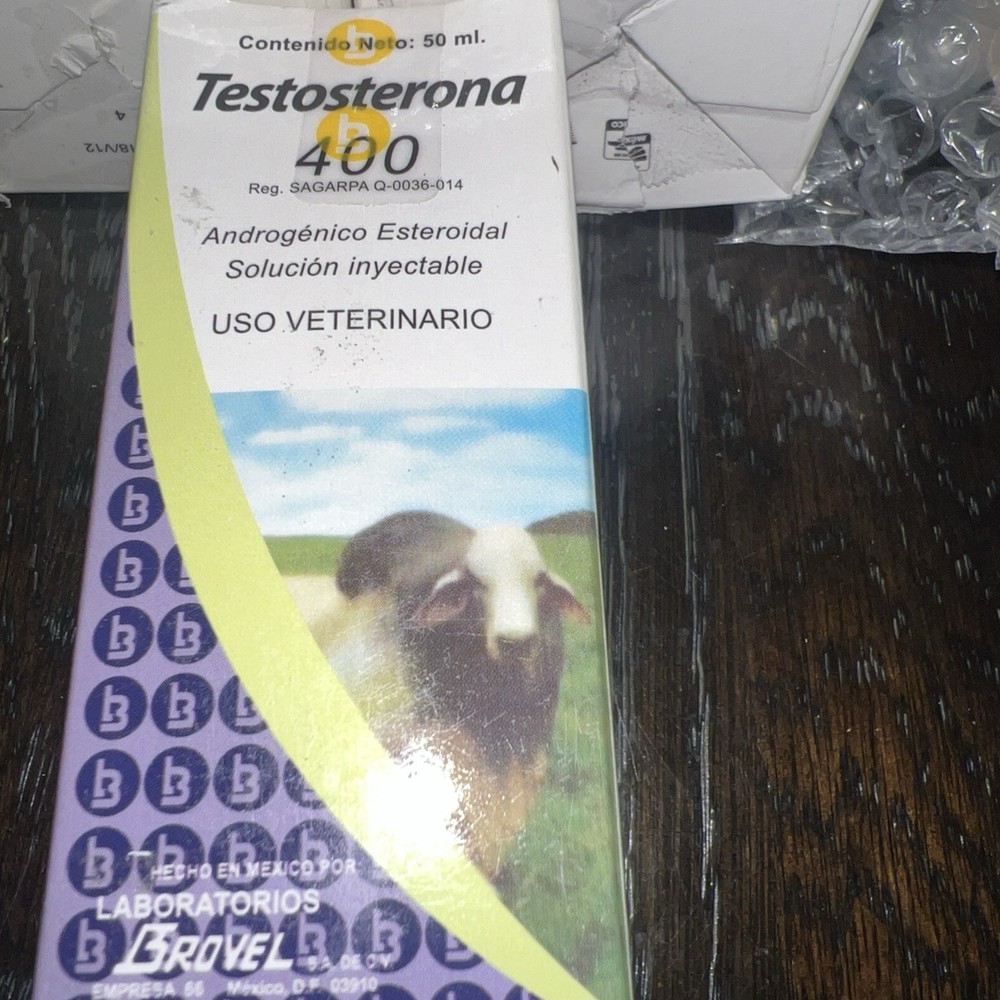 Contenido Neto: 50 ml.
Testosterona
400
Reg. SAGARPA Q-0036-014
Androgénico Esteroidal
Solución inyectable
USO VETERINARIO
HECHO EN MEXICO POR:
LABORATORIOS
BROVEL S.A. DE C.V.
EMPRESA 66 México, D.F. 03910